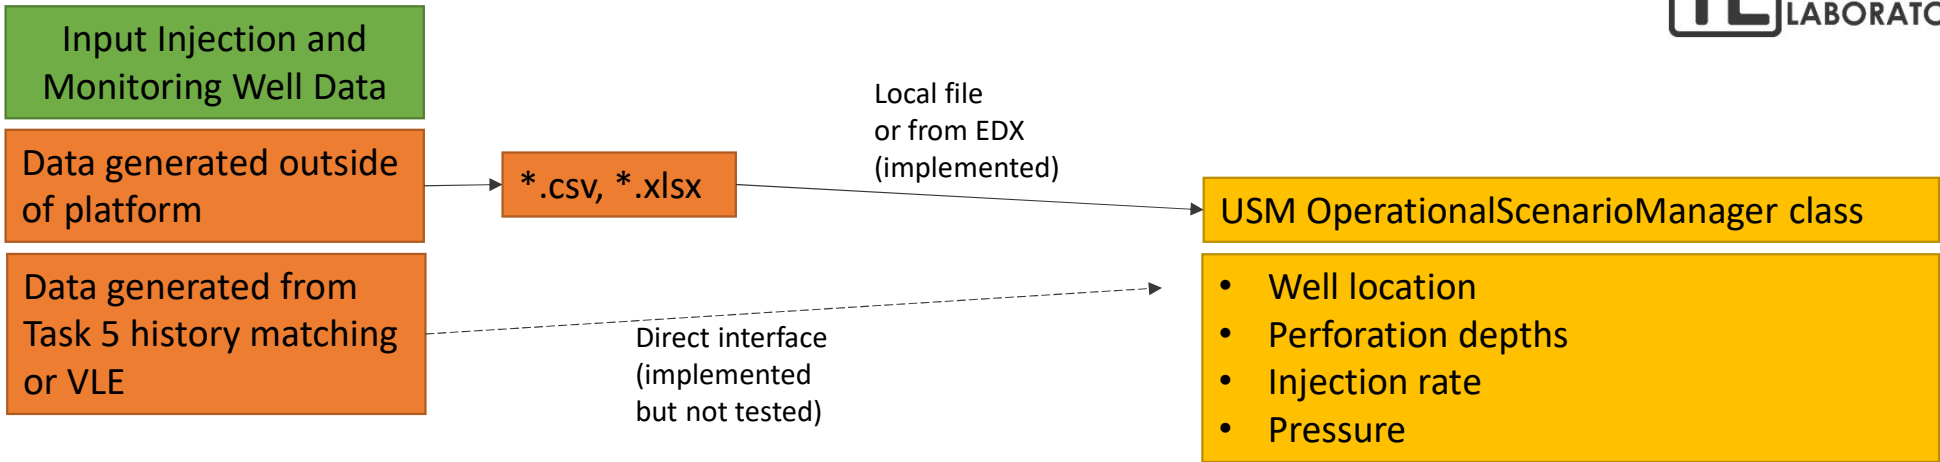 TL LABORATO
Input Injection and
Monitoring Well Data
Data generated outside
of platform
*.csv, *.xlsx
Local file
or from EDX
(implemented)
USM OperationalScenarioManager class
Data generated from
Task 5 history matching
or VLE
Direct interface
(implemented
but not tested)
• Well location
• Perforation depths
• Injection rate
• Pressure